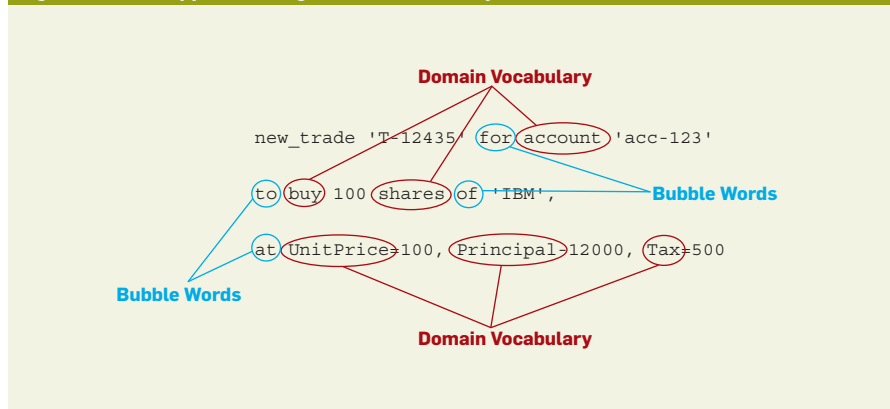 Domain Vocabulary
new_trade 'T-12435' for account 'acc-123'
to buy 100 shares of 'IBM',
Bubble Words
at UnitPrice=100, Principal=12000, Tax=500
Bubble Words
Domain Vocabulary